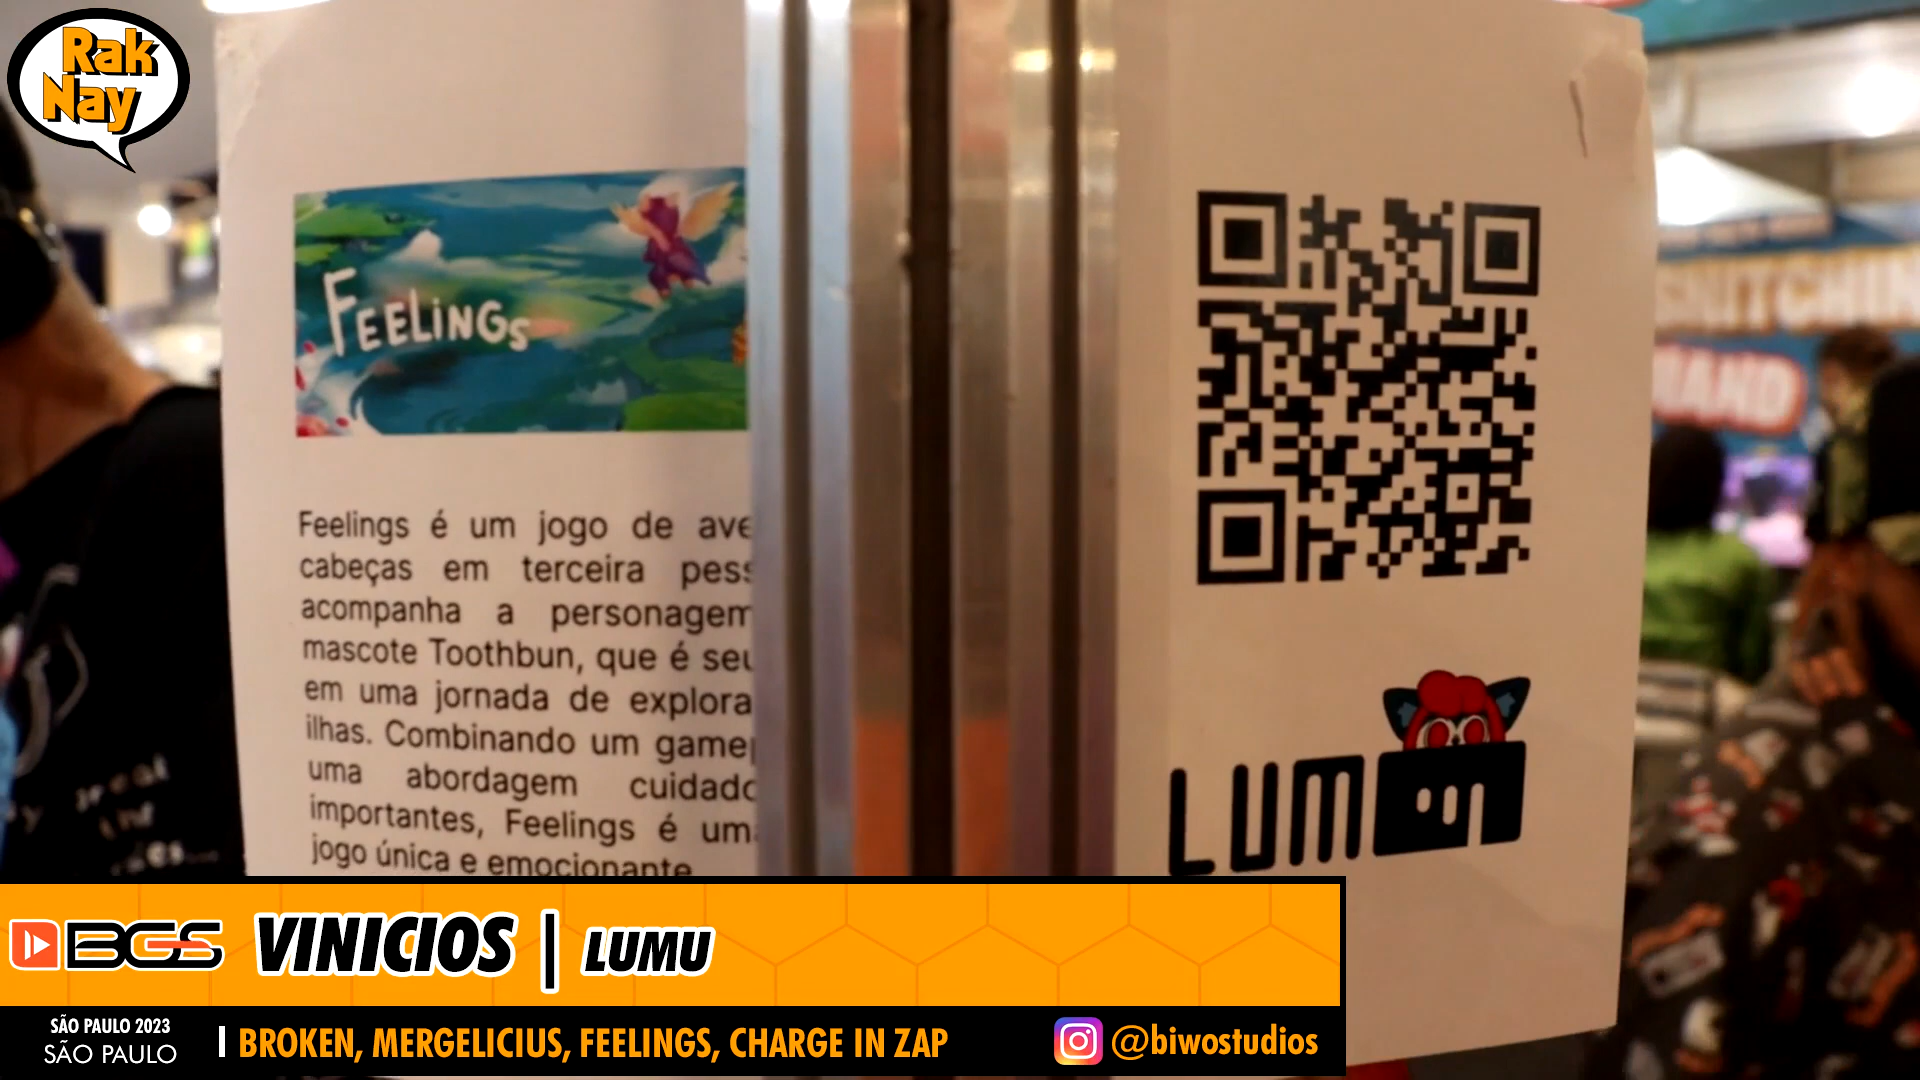 Rak
Nay
FEELINGS
Feelings é um jogo de
cabeças em terceira
acompanha a personagem
mascote Toothbun, que é
em uma jornada de
ilhas. Combinando um
uma abordagem
importantes, Feelings é
jogo única e emocionante
LUMU
BGS VINICIOS | LUMU
SÃO PAULO 2023
SÃO PAULO
BROKEN, MERGELICIUS, FEELINGS, CHARGE IN ZAP
@biwostudios